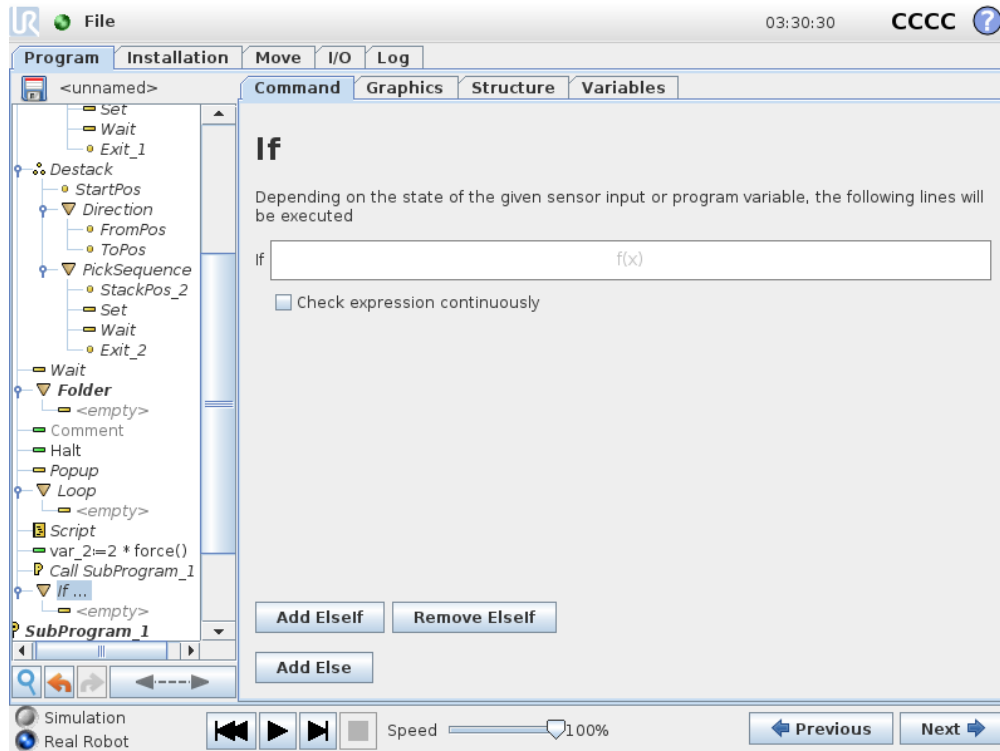 UR File 03:30:30 CCCC ?
Program Installation Move I/O Log
<unnamed> Command Graphics Structure Variables
Set
Wait
Exit_1
Destack
StartPos
Direction
FromPos
ToPos
PickSequence
StackPos_2
Set
Wait
Exit_2
Wait
Folder
<empty>
Comment
Halt
Popup
Loop
<empty>
Script
var_2:=2 * force()
P Call SubProgram_1
If ...
<empty>
P SubProgram_1
If
Depending on the state of the given sensor input or program variable, the following lines will
be executed
If f(x)
Check expression continuously
Add ElseIf Remove ElseIf
Add Else
Simulation
Real Robot
Speed 100%
Previous Next